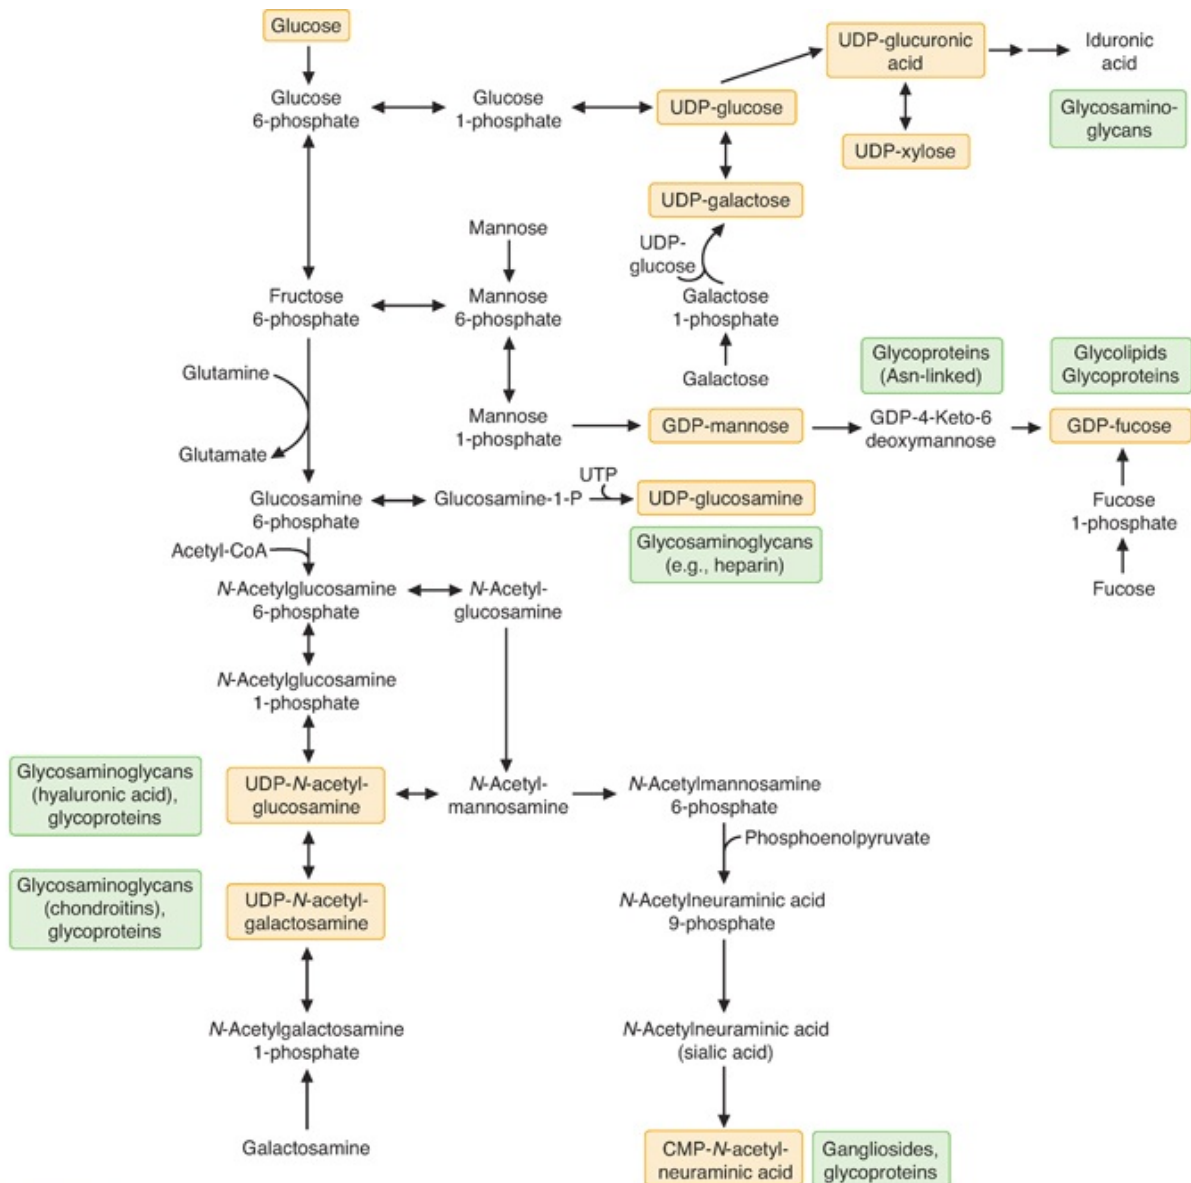 Glucose
Glucose
6-phosphate
Glucose
1-phosphate
UDP-glucose
UDP-glucuronic
acid
Iduronic
acid
Glycosamino-
glycans
UDP-xylose
UDP-galactose
UDP-
glucose
Galactose
1-phosphate
Galactose
Mannose
Fructose
6-phosphate
Mannose
6-phosphate
Glutamine
Glutamate
Mannose
1-phosphate
GDP-mannose
Glycoproteins
(Asn-linked)
GDP-4-Keto-6
deoxymannose
Glycolipids
Glycoproteins
GDP-fucose
Fucose
1-phosphate
Fucose
Glucosamine
6-phosphate
Glucosamine-1-P
UTP
UDP-glucosamine
Glycosaminoglycans
(e.g., heparin)
Acetyl-CoA
N-Acetylglucosamine
6-phosphate
N-Acetyl-
glucosamine
N-Acetylglucosamine
1-phosphate
Glycosaminoglycans
(hyaluronic acid),
glycoproteins
UDP-N-acetyl-
glucosamine
N-Acetyl-
mannosamine
N-Acetylmannosamine
6-phosphate
Phosphoenolpyruvate
Glycosaminoglycans
(chondroitins),
glycoproteins
UDP-N-acetyl-
galactosamine
N-Acetylneuraminic acid
9-phosphate
N-Acetylgalactosamine
1-phosphate
N-Acetylneuraminic acid
(sialic acid)
Galactosamine
CMP-N-acetyl-
neuraminic acid
Gangliosides,
glycoproteins